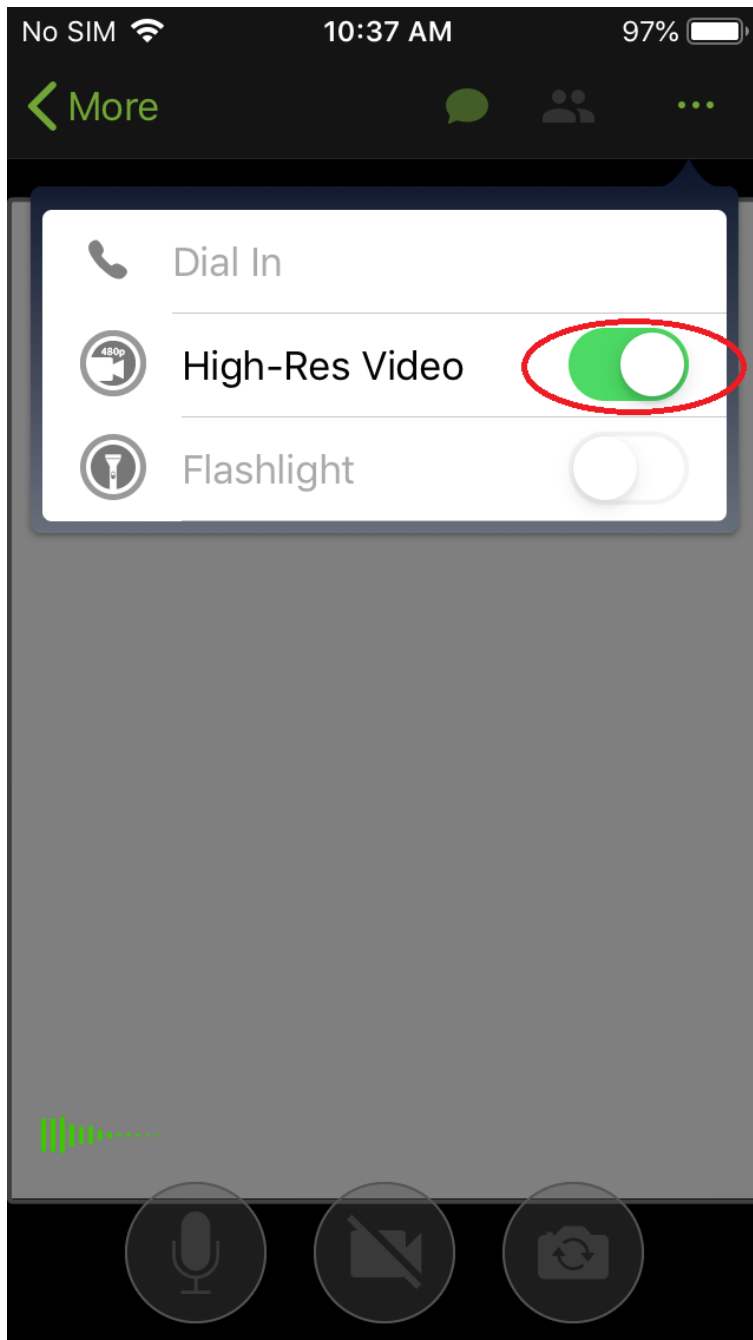 No SIM 10:37 AM 97%
More
Dial In
480p
High-Res Video
Flashlight